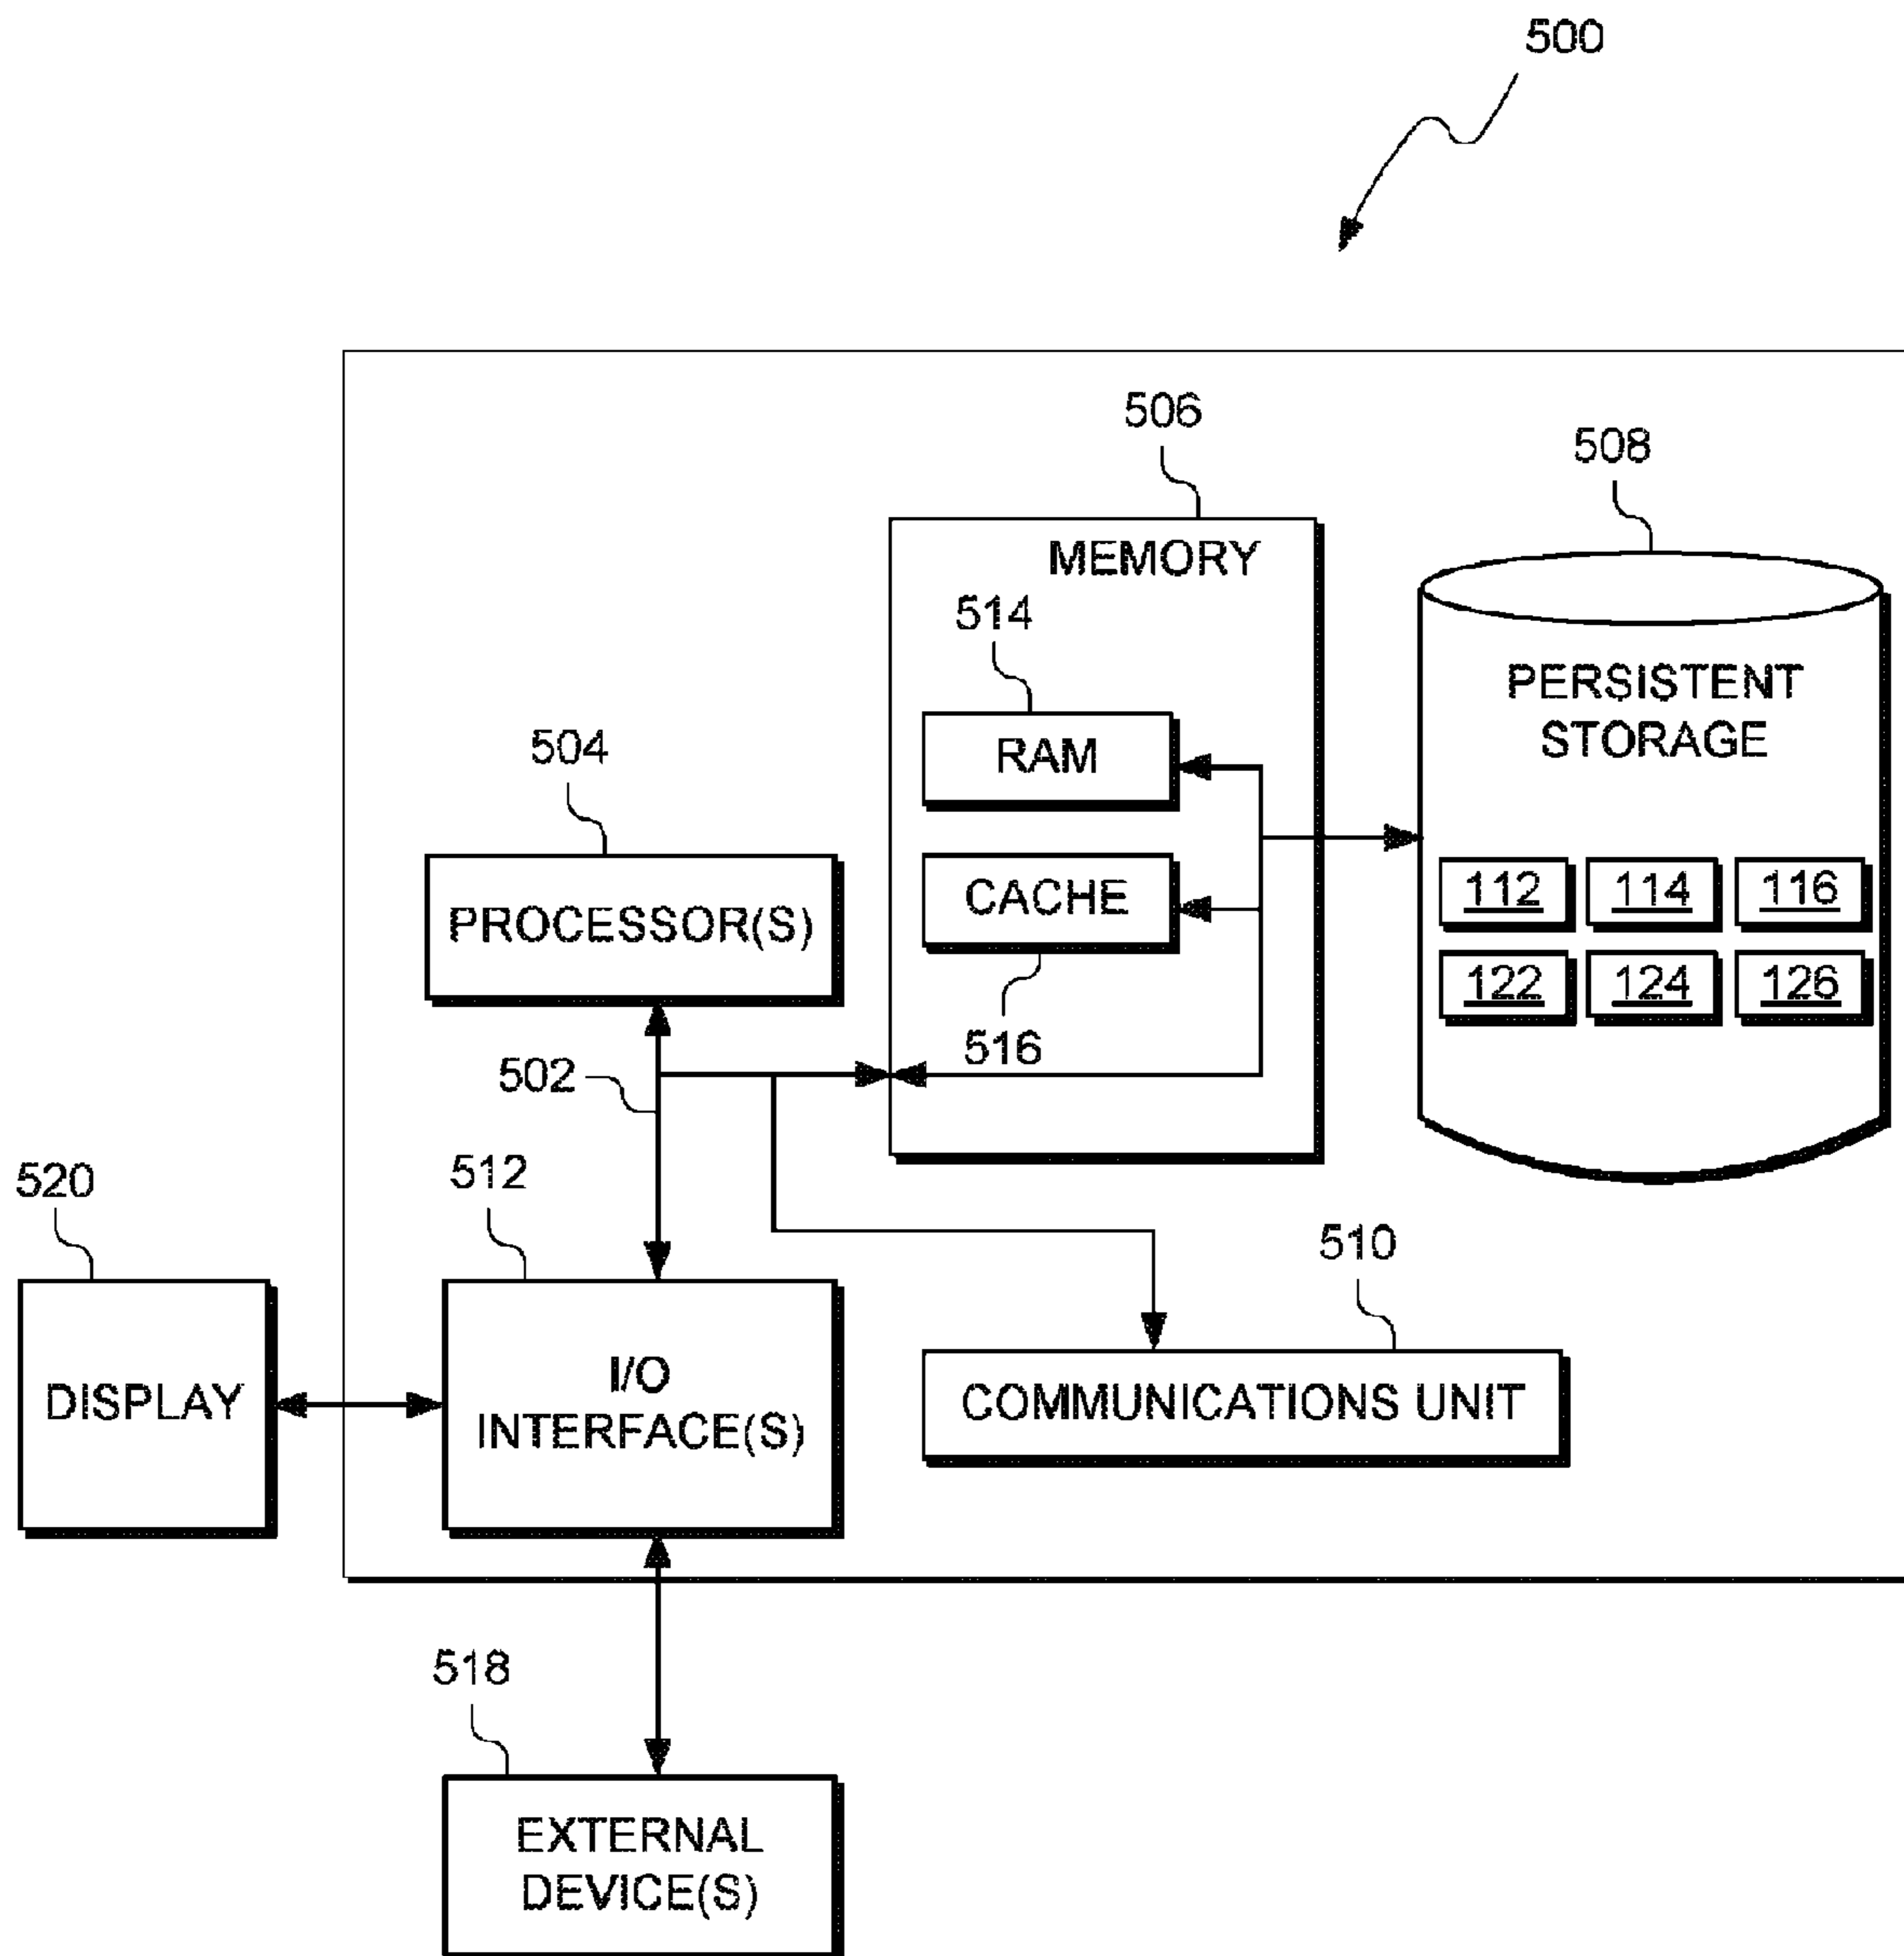 500
506
508
MEMORY
514
PERSISTENT
STORAGE
RAM
504
CACHE
112 114 116
PROCESSOR(S)
122 124 126
516
502
520
512
510
I/O
INTERFACE(S)
DISPLAY
COMMUNICATIONS UNIT
518
EXTERNAL
DEVICE(S)